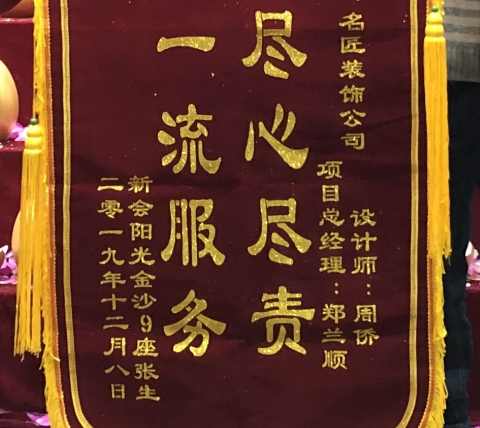 名匠装饰公司
设计师：周侨
项目总经理：郑兰顺
尽心尽责
一流服务
新会阳光金沙9座张生
二零一九年十二月八日